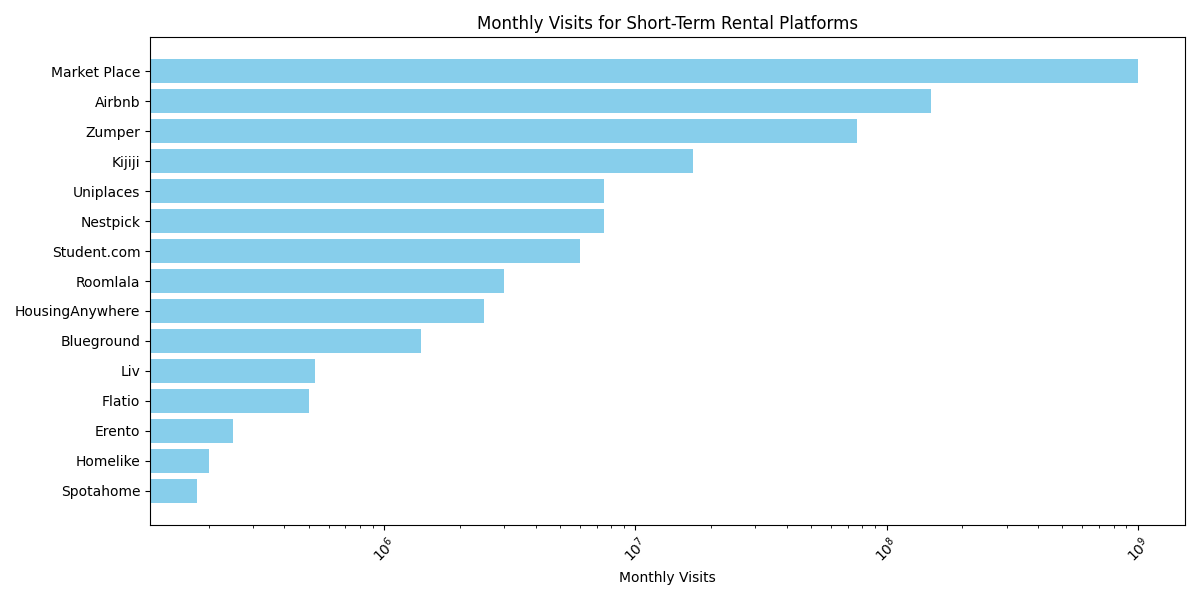 Monthly Visits for Short-Term Rental Platforms
Market Place
Airbnb
Zumper
Kijiji
Uniplaces
Nestpick
Student.com
Roomlala
HousingAnywhere
Blueground
Liv
Flatio
Erento
Homelike
Spotahome
10⁶ 10⁷ 10⁸ 10⁹
Monthly Visits